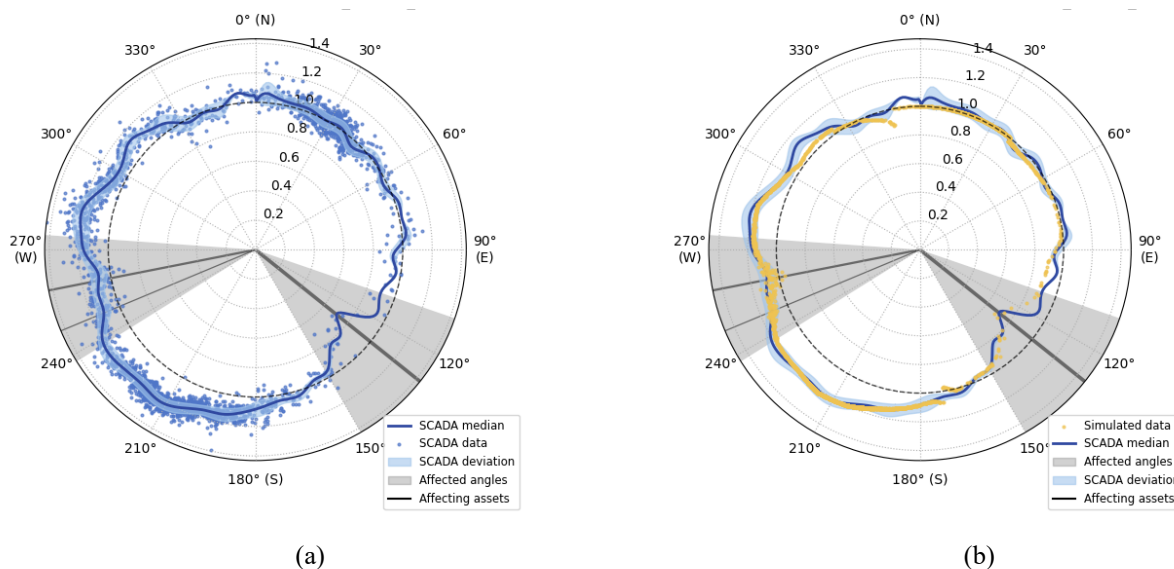 0° (N)
330°
30°
1.4
1.2
1.0
300°
60°
0.8
0.6
0.4
0.2
270°
(W)
90°
(E)
240°
120°
210°
150°
180° (S)
SCADA median
SCADA data
SCADA deviation
Affected angles
Affecting assets
(a)
0° (N)
330°
30°
1.4
1.2
1.0
300°
60°
0.8
0.6
0.4
0.2
270°
(W)
90°
(E)
240°
120°
210°
150°
180° (S)
Simulated data
SCADA median
Affected angles
SCADA deviation
Affecting assets
(b)